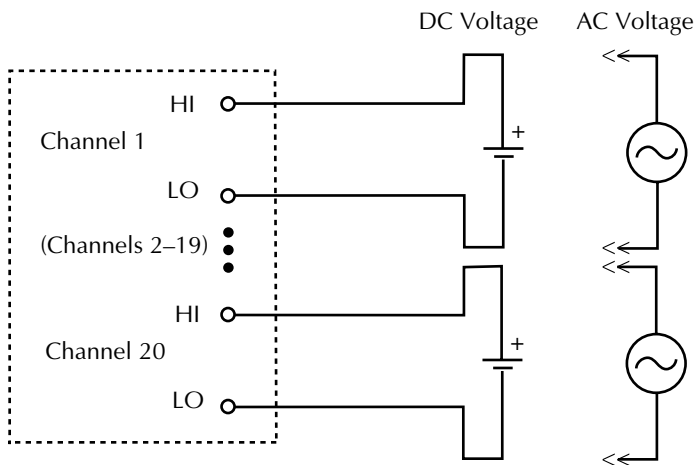 DC Voltage AC Voltage
HI
+
Channel 1
LO
(Channels 2–19)
HI
+
Channel 20
LO